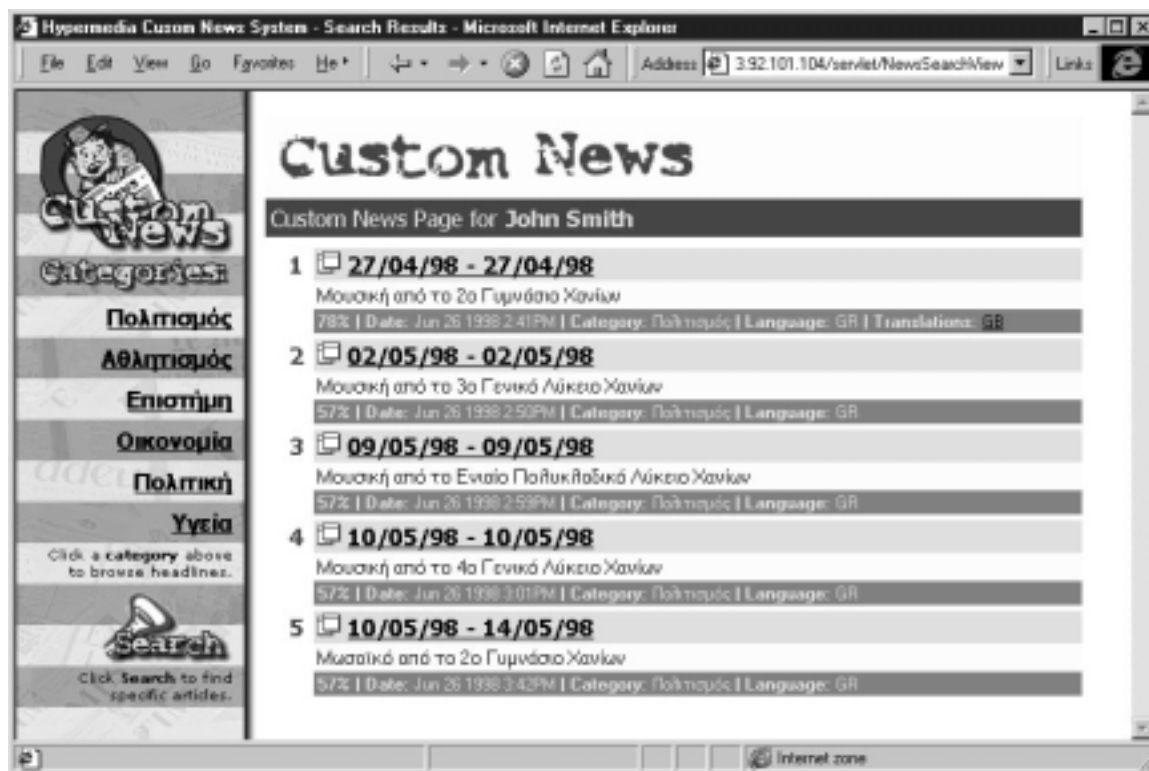 Hypermedia Cusom News System - Search Results - Microsoft Internet Explorer
File Edit View Go Favorites He
Address 3.92.101.104/servlet/NewsSearchView Links
Custom News
Categories:
Πολιτισμός
Αθλητισμός
Επιστήμη
Οικονομία
Πολιτική
Υγεία
Click a category above
to browse headlines.
Search
Click Search to find
specific articles.
Custom News
Custom News Page for John Smith
1 27/04/98 - 27/04/98
Μουσική από το 2ο Γυμνάσιο Χανίων
78% | Date: Jun 26 1998 2:41PM | Category: Πολιτισμός | Language: GR | Translations: GB
2 02/05/98 - 02/05/98
Μουσική από το 3ο Γενικό Λύκειο Χανίων
57% | Date: Jun 26 1998 2:50PM | Category: Πολιτισμός | Language: GR
3 09/05/98 - 09/05/98
Μουσική από το Ενιαίο Πολυκλαδικό Λύκειο Χανίων
57% | Date: Jun 26 1998 2:59PM | Category: Πολιτισμός | Language: GR
4 10/05/98 - 10/05/98
Μουσική από το 4ο Γενικό Λύκειο Χανίων
57% | Date: Jun 26 1998 3:01PM | Category: Πολιτισμός | Language: GR
5 10/05/98 - 14/05/98
Μωσαϊκό από το 2ο Γυμνάσιο Χανίων
57% | Date: Jun 26 1998 3:42PM | Category: Πολιτισμός | Language: GR
Internet zone